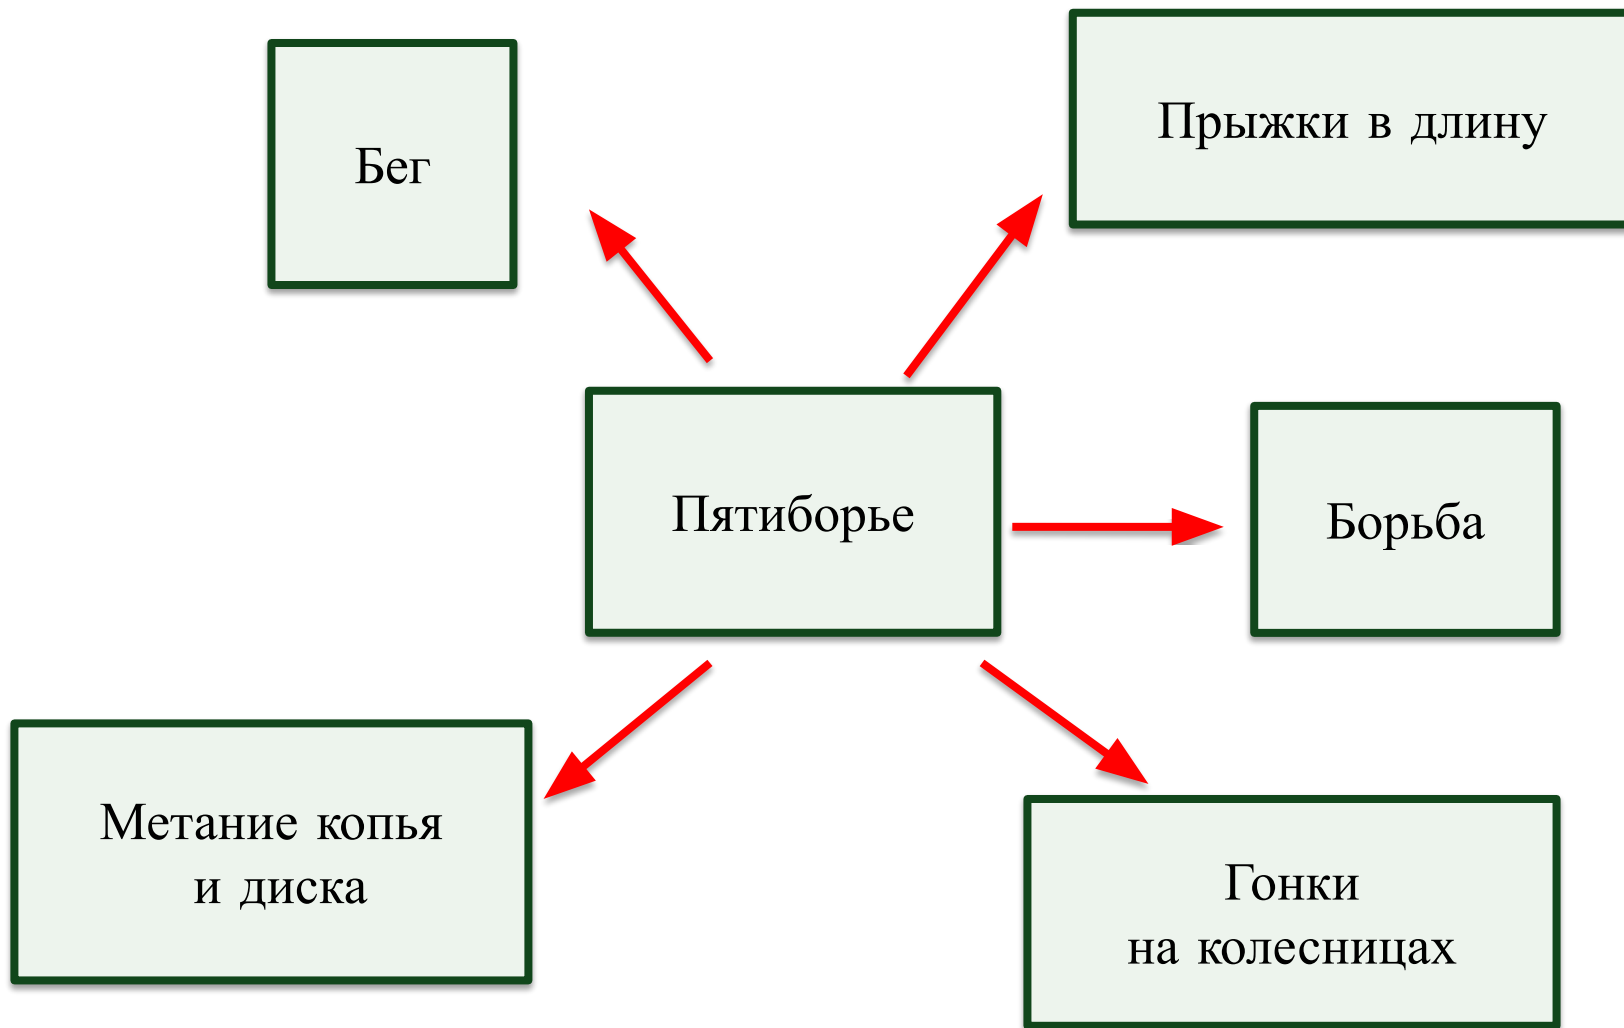 Бег
Прыжки в длину
Пятиборье
Борьба
Метание копья
и диска
Гонки
на колесницах